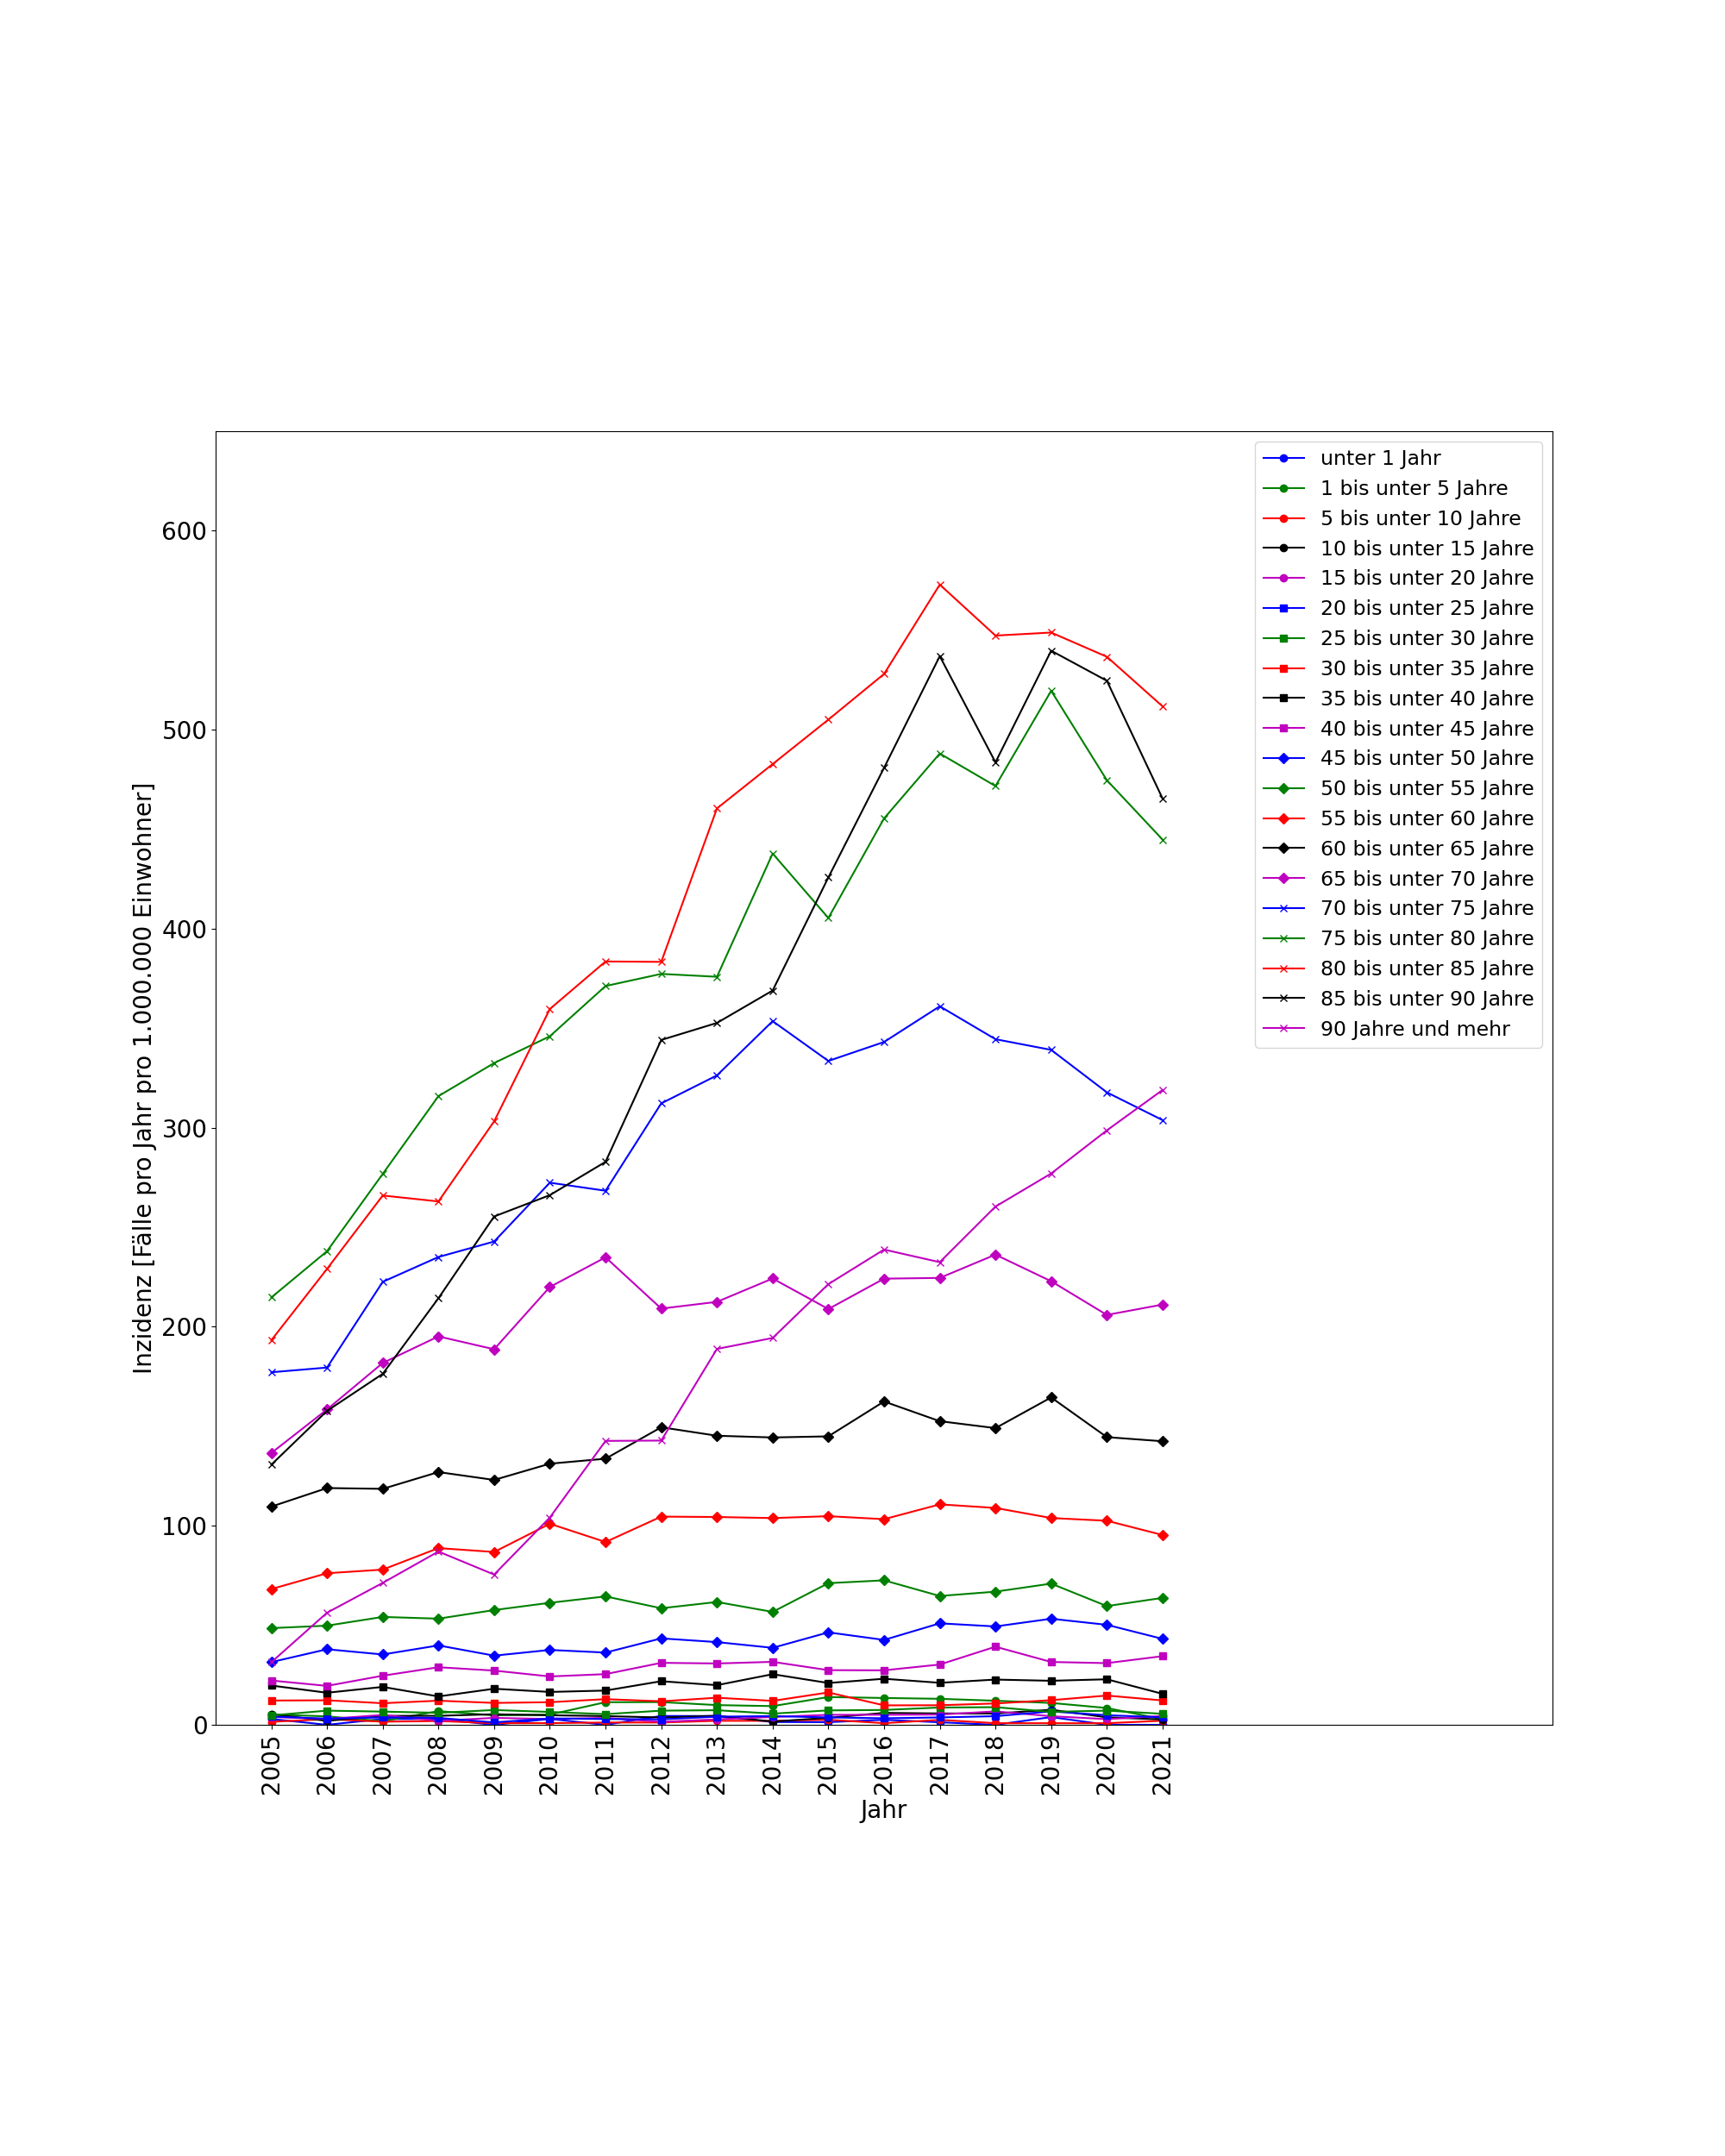 Inzidenz [Fälle pro Jahr pro 1.000.000 Einwohner]
600
500
400
300
200
100
0
2005
2006
2007
2008
2009
2010
2011
2012
2013
2014
2015
2016
2017
2018
2019
2020
2021
Jahr
unter 1 Jahr
1 bis unter 5 Jahre
5 bis unter 10 Jahre
10 bis unter 15 Jahre
15 bis unter 20 Jahre
20 bis unter 25 Jahre
25 bis unter 30 Jahre
30 bis unter 35 Jahre
35 bis unter 40 Jahre
40 bis unter 45 Jahre
45 bis unter 50 Jahre
50 bis unter 55 Jahre
55 bis unter 60 Jahre
60 bis unter 65 Jahre
65 bis unter 70 Jahre
70 bis unter 75 Jahre
75 bis unter 80 Jahre
80 bis unter 85 Jahre
85 bis unter 90 Jahre
90 Jahre und mehr